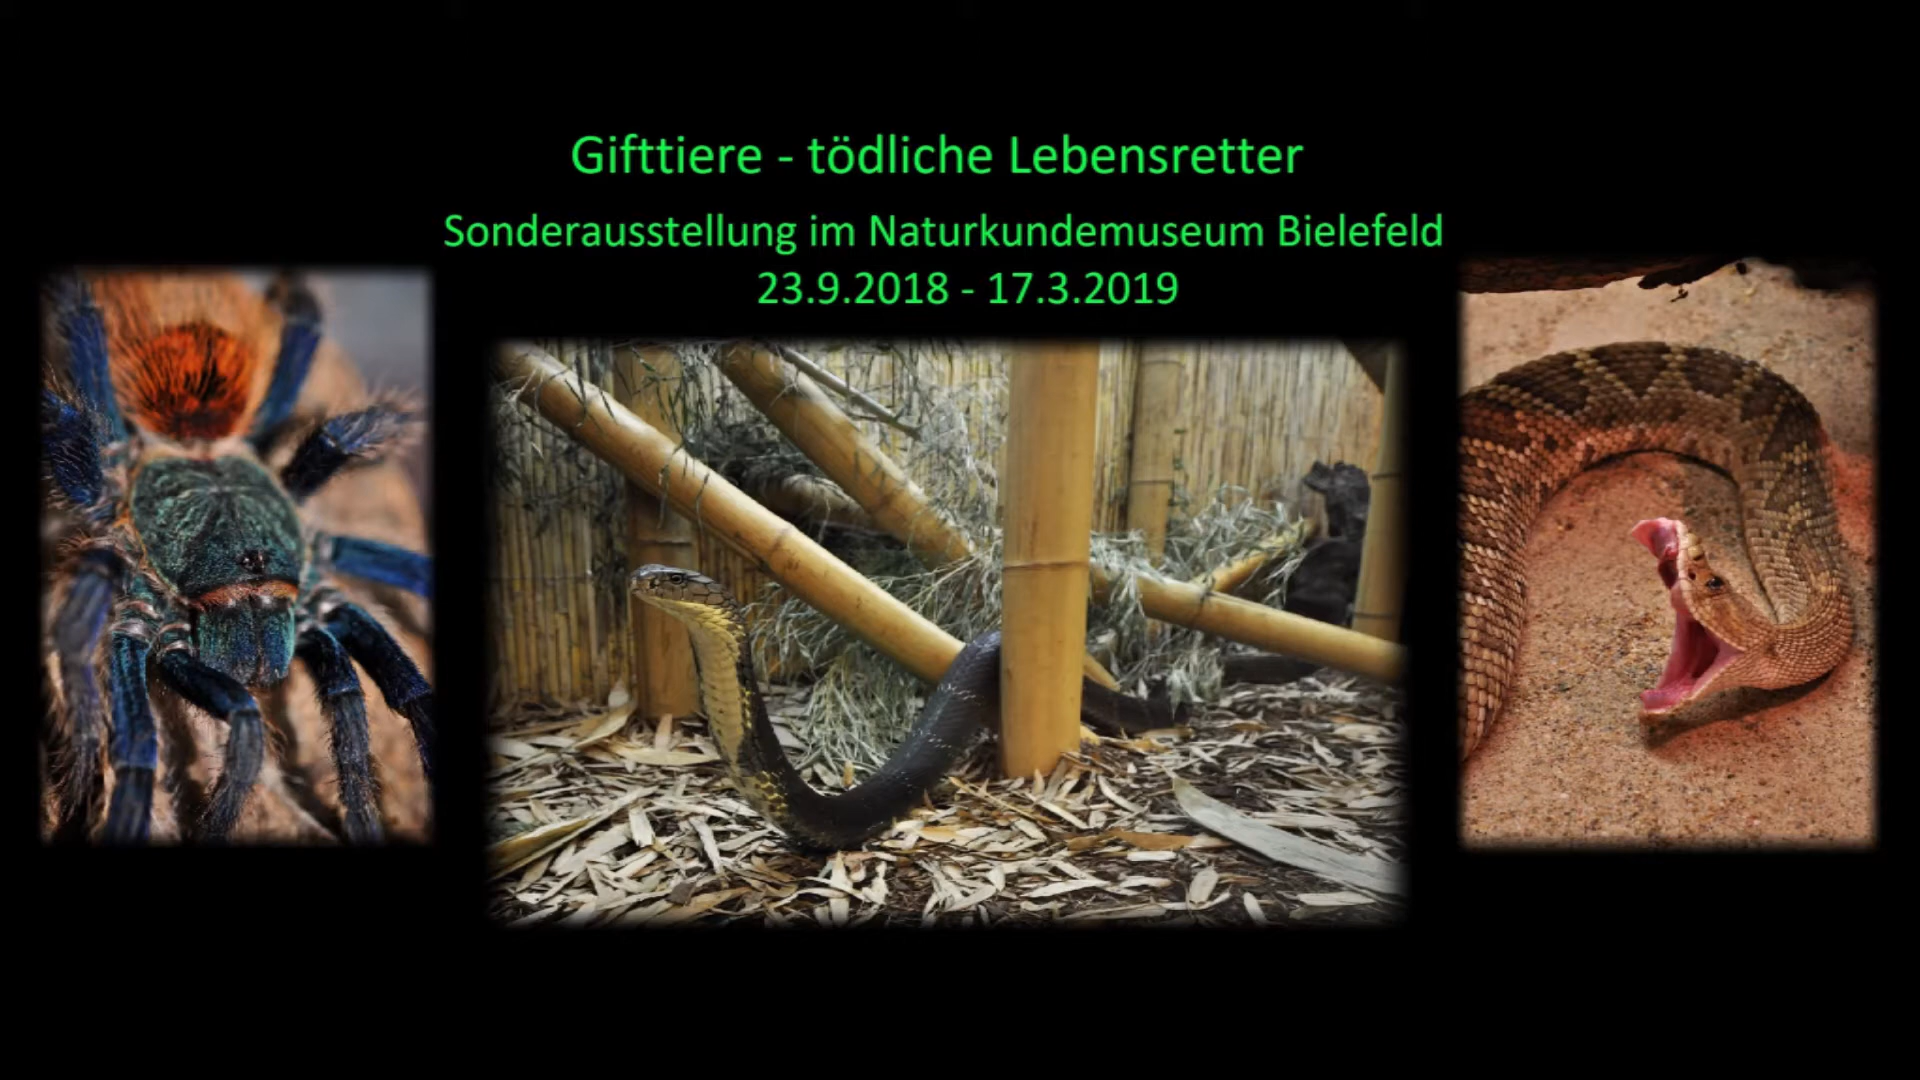 Gifttiere - tödliche Lebensretter
Sonderausstellung im Naturkundemuseum Bielefeld
23.9.2018 - 17.3.2019